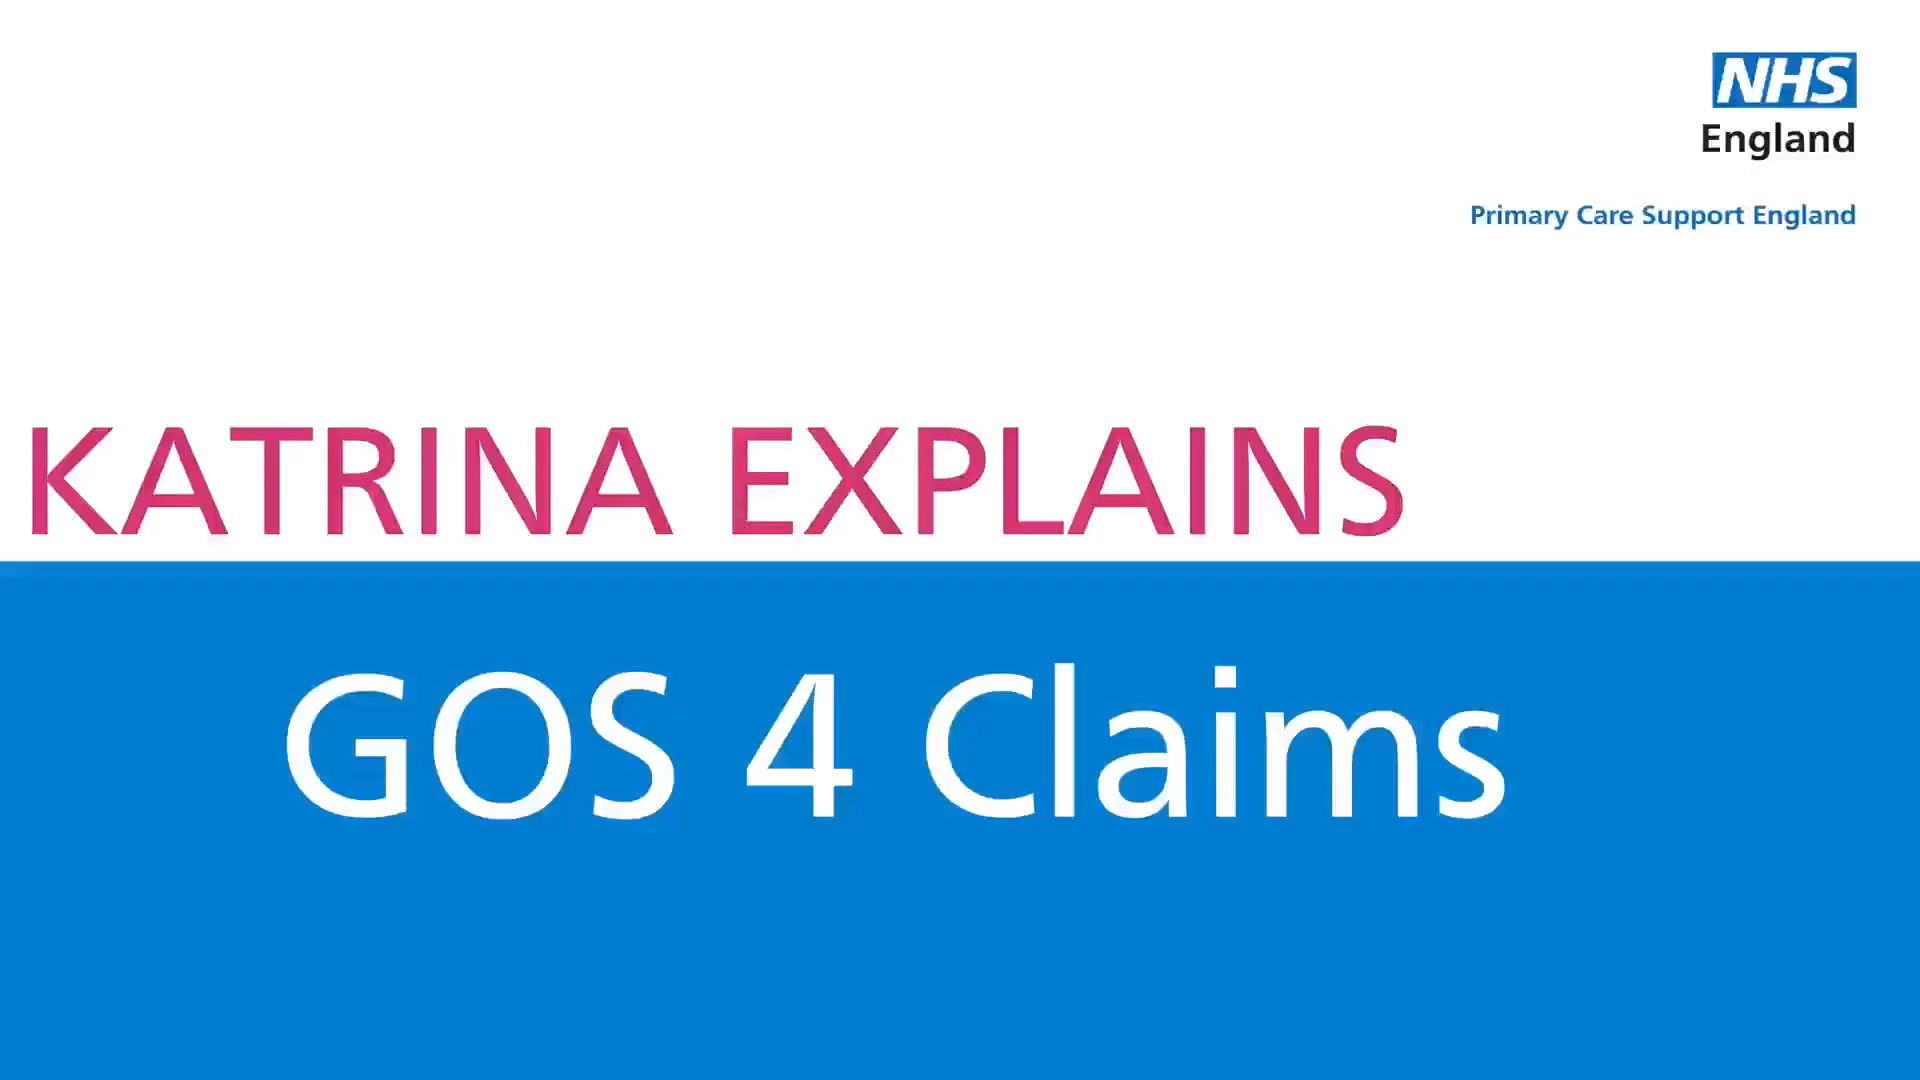 NHS
England
Primary Care Support England
KATRINA EXPLAINS
GOS 4 Claims